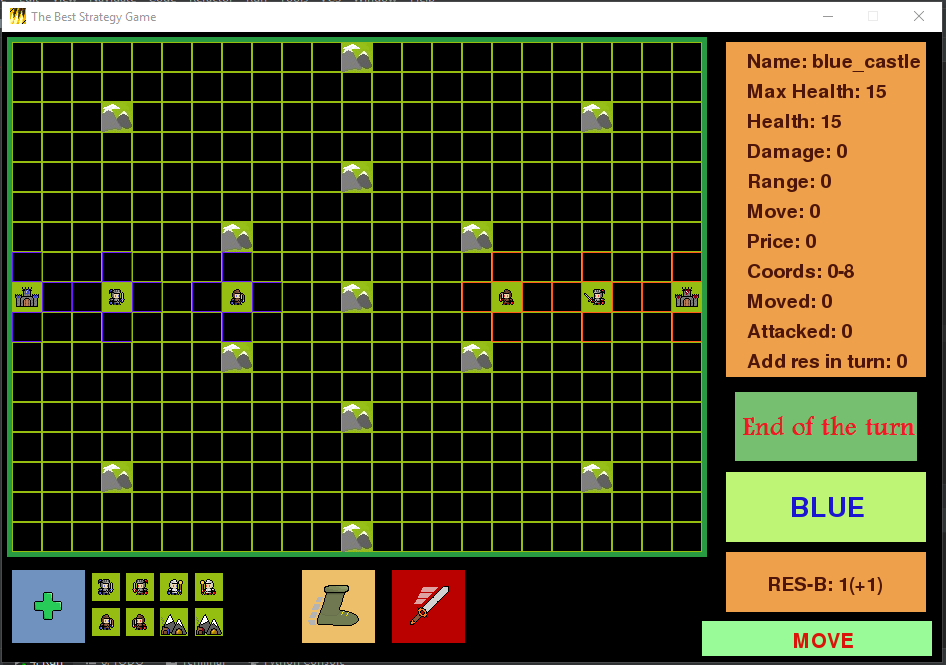 The Best Strategy Game
Name: blue_castle
Max Health: 15
Health: 15
Damage: 0
Range: 0
Move: 0
Price: 0
Coords: 0-8
Moved: 0
Attacked: 0
Add res in turn: 0
End of the turn
BLUE
RES-B: 1(+1)
MOVE